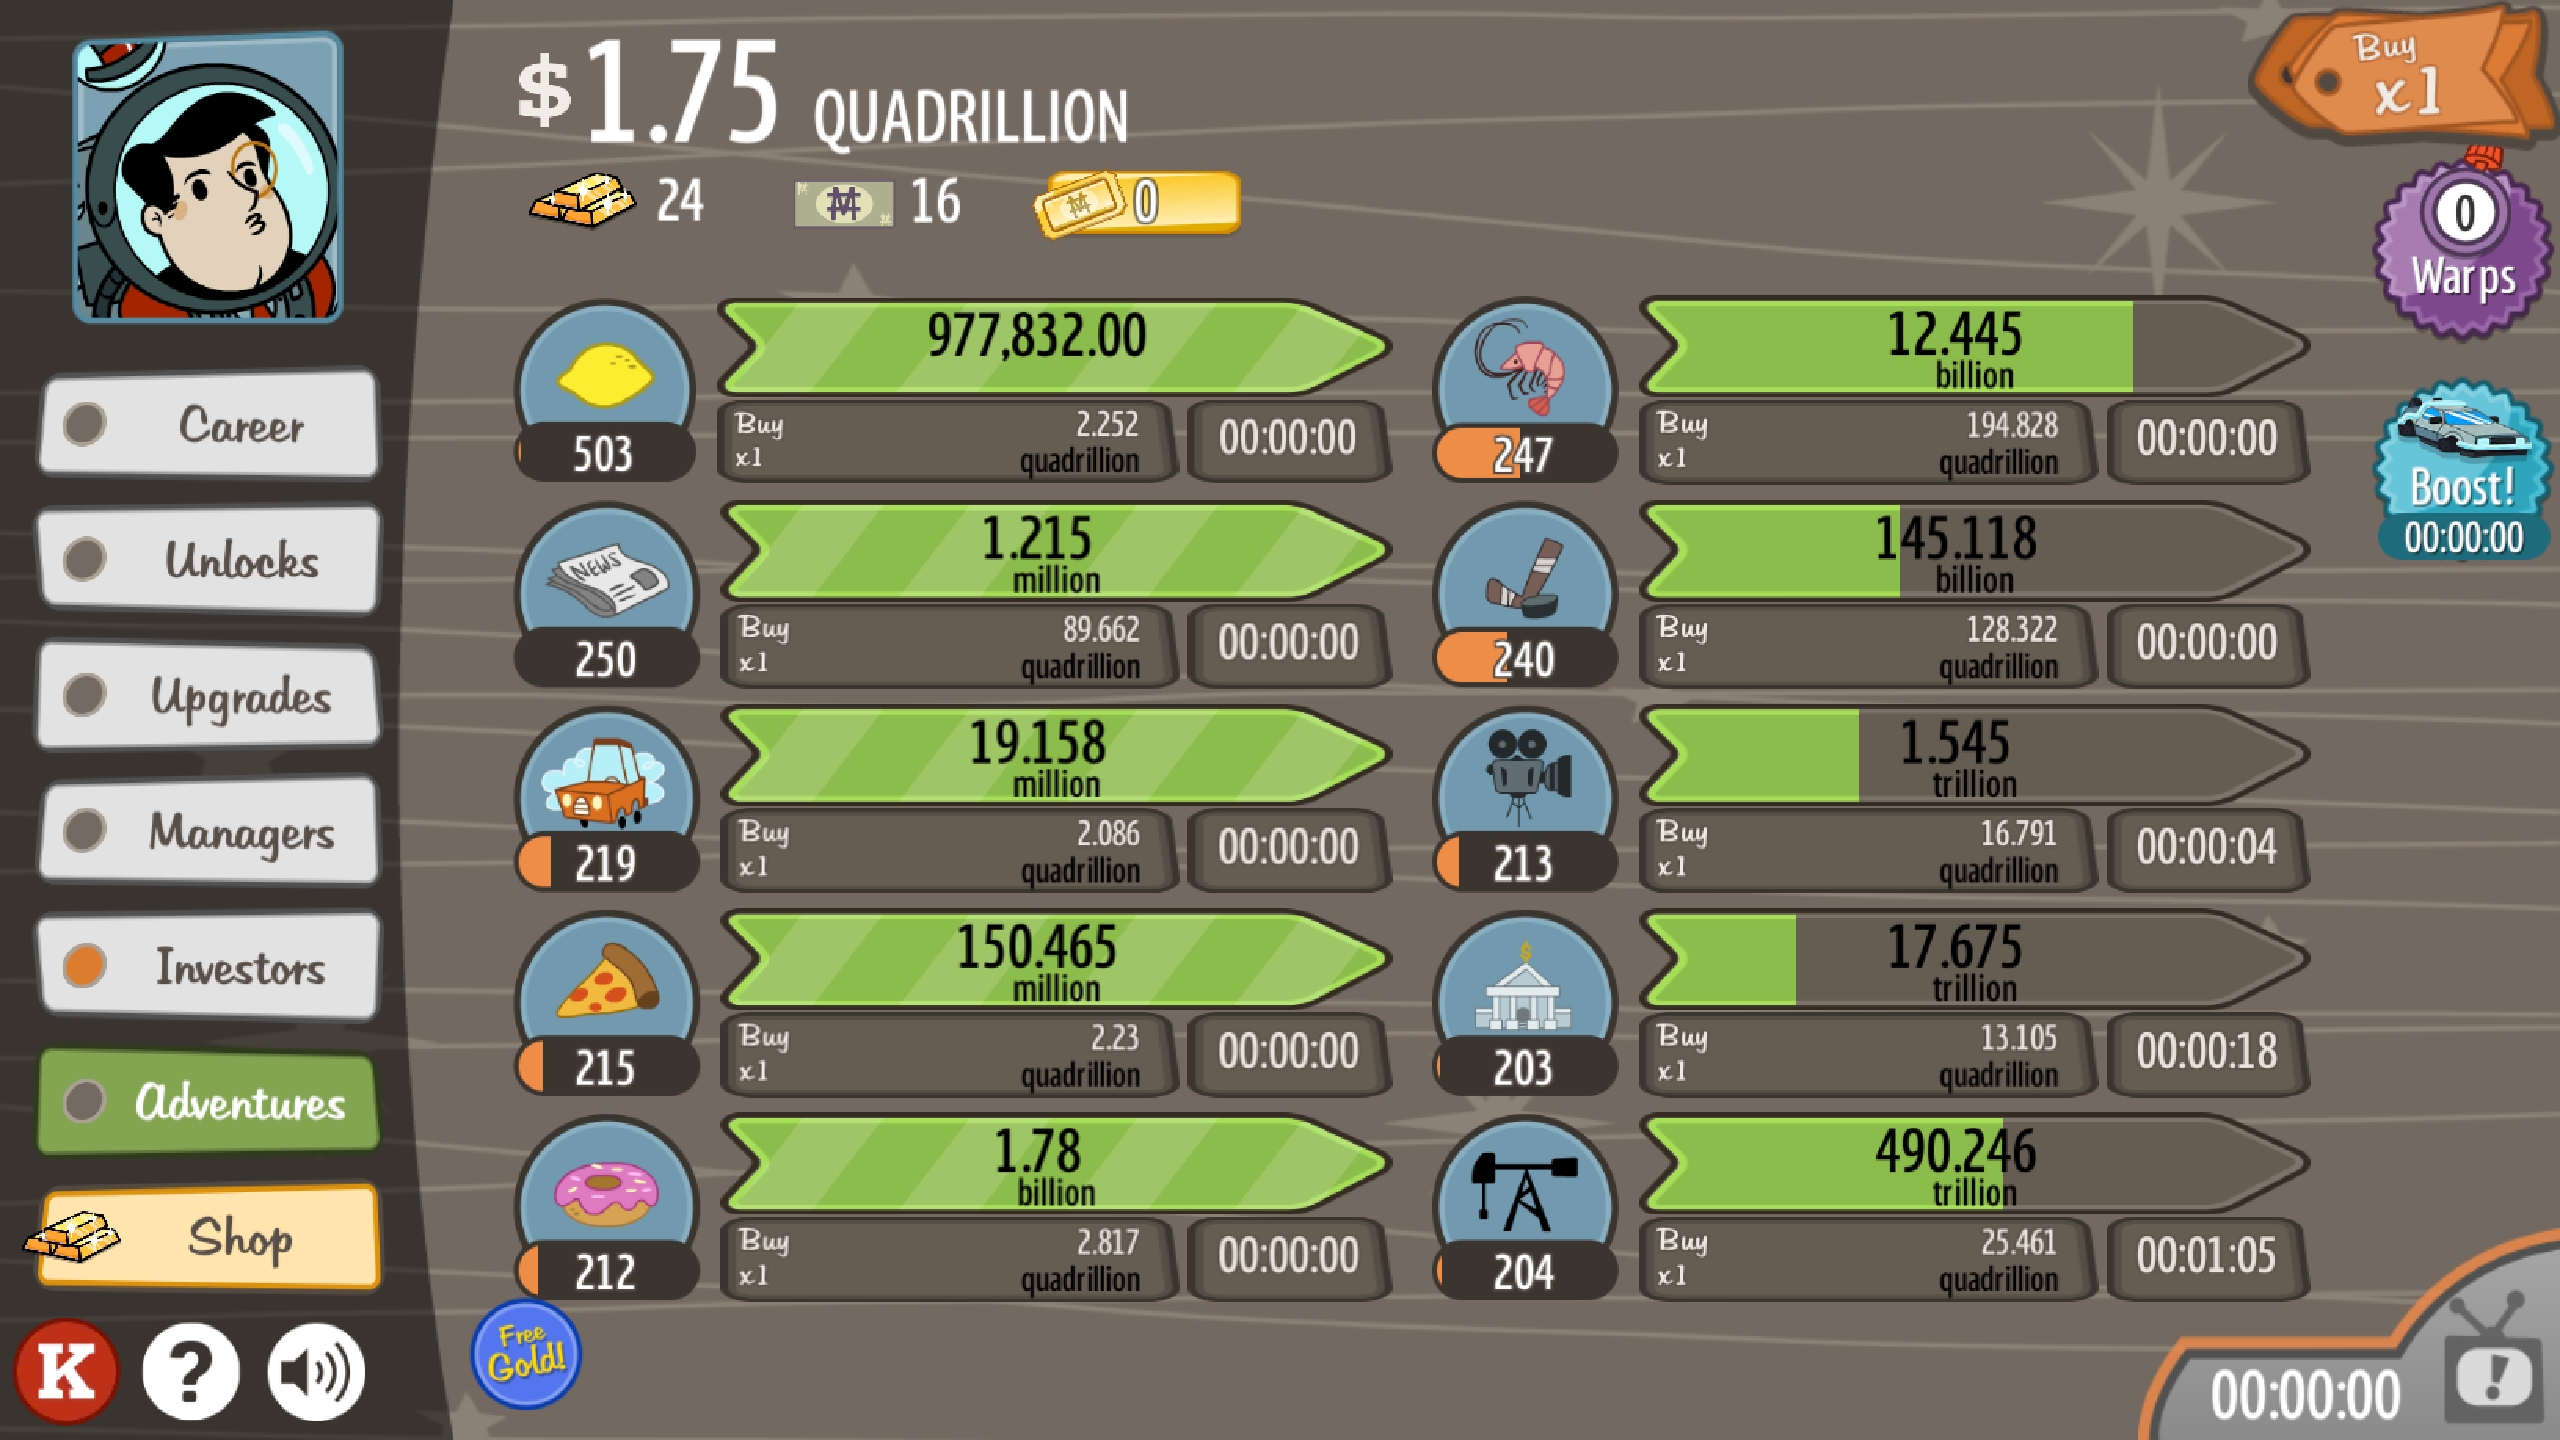 $1.75 QUADRILLION
24 16 0
Buy
x1
0
Warps
Boost!
00:00:00
Career
Unlocks
Upgrades
Managers
Investors
Adventures
Shop
K ?
977,832.00
503
Buy 2.252
x1 quadrillion
00:00:00
NEWS
1.215
million
250
Buy 89.662
x1 quadrillion
00:00:00
19.158
million
219
Buy 2.086
x1 quadrillion
00:00:00
150.465
million
215
Buy 2.23
x1 quadrillion
00:00:00
1.78
billion
212
Buy 2.817
x1 quadrillion
00:00:00
12.445
billion
247
Buy 194.828
x1 quadrillion
00:00:00
145.118
billion
240
Buy 128.322
x1 quadrillion
00:00:00
1.545
trillion
213
Buy 16.791
x1 quadrillion
00:00:04
$
17.675
trillion
203
Buy 13.105
x1 quadrillion
00:00:18
490.246
trillion
204
Buy 25.461
x1 quadrillion
00:01:05
Free
Gold!
00:00:00
!